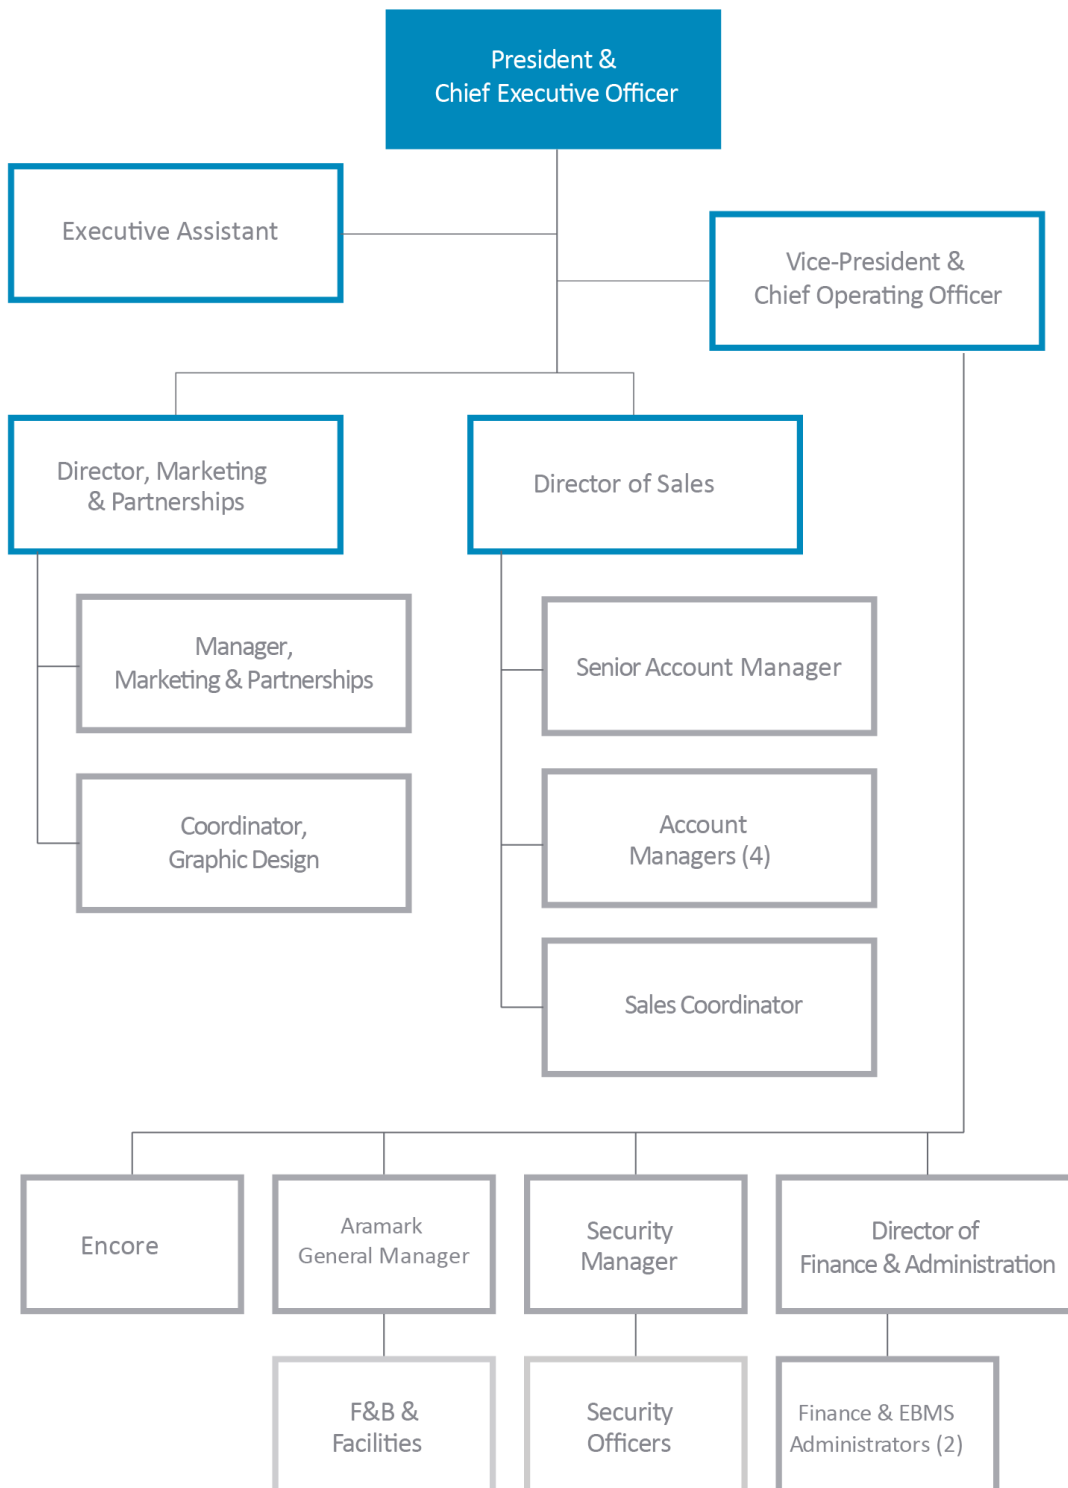 President &
Chief Executive Officer
Executive Assistant
Vice-President &
Chief Operating Officer
Director, Marketing
& Partnerships
Director of Sales
Manager,
Marketing & Partnerships
Senior Account Manager
Coordinator,
Graphic Design
Account
Managers (4)
Sales Coordinator
Encore
Aramark
General Manager
Security
Manager
Director of
Finance & Administration
F&B &
Facilities
Security
Officers
Finance & EBMS
Administrators (2)